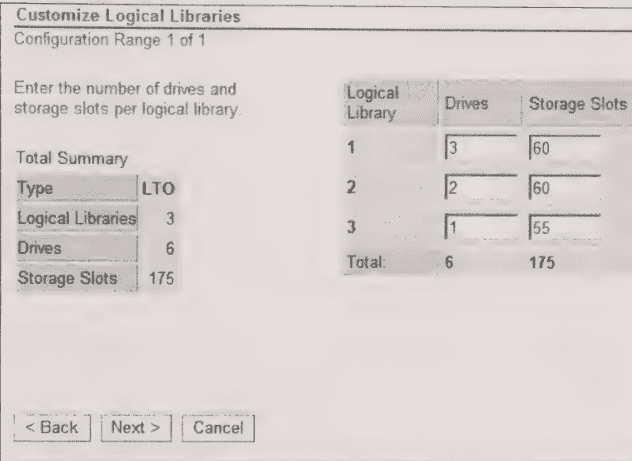 Customize Logical Libraries
Configuration Range 1 of 1
Enter the number of drives and
storage slots per logical library.
Total Summary
Type LTO
Logical Libraries 3
Drives 6
Storage Slots 175
Logical Library Drives Storage Slots
1 3 60
2 2 60
3 1 55
Total: 6 175
< Back Next > Cancel